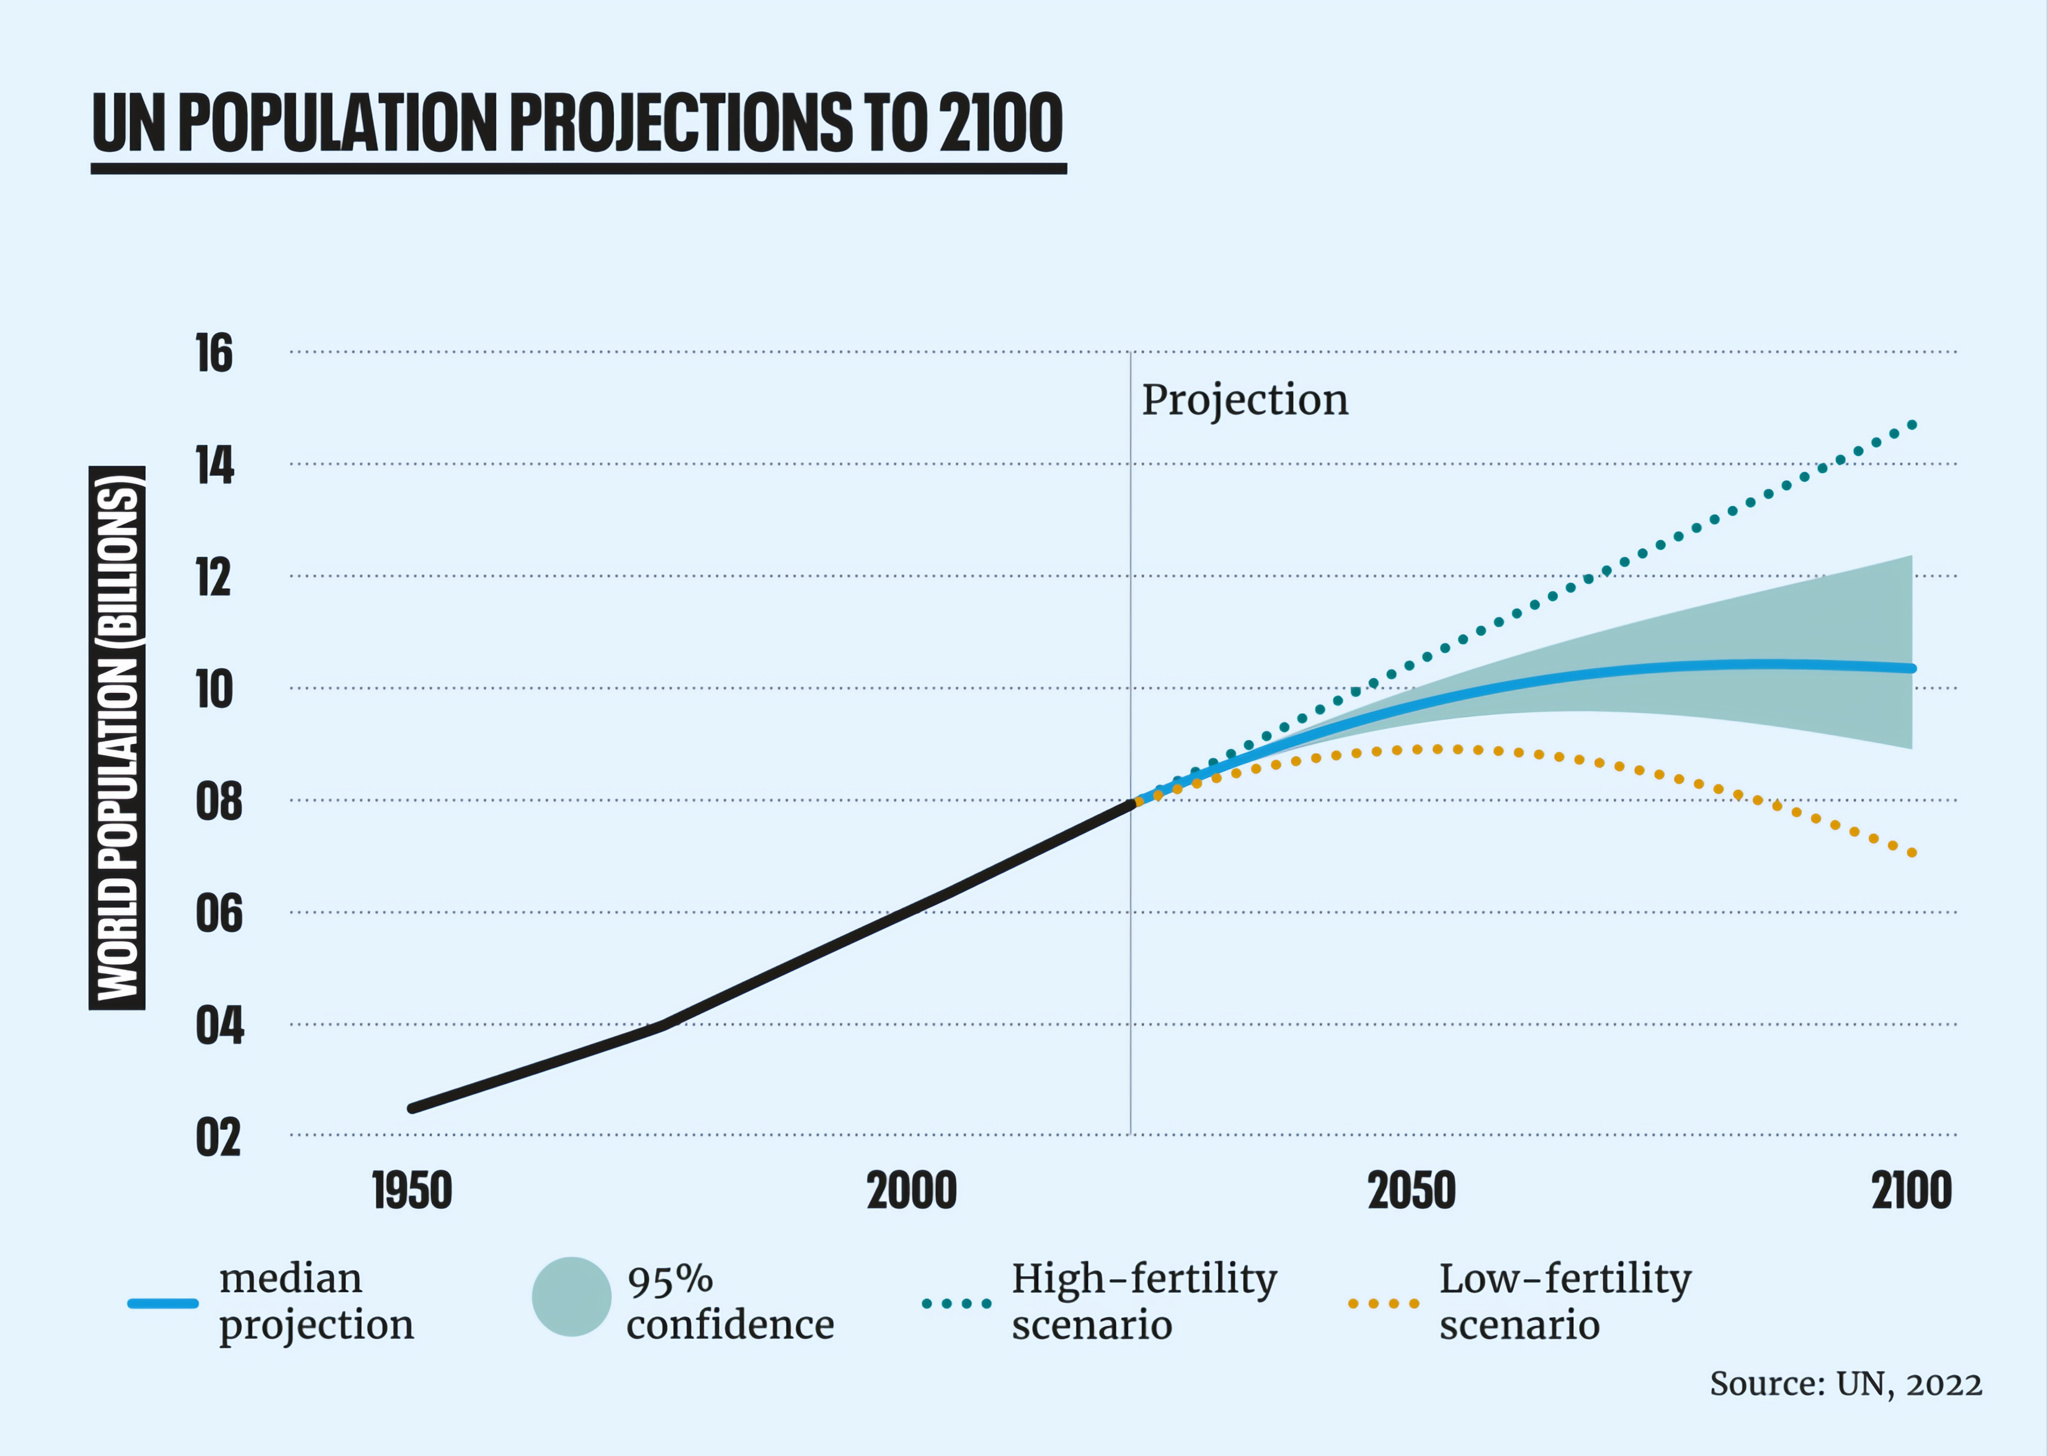 UN POPULATION PROJECTIONS TO 2100
WORLD POPULATION (BILLIONS)
16
14
12
10
08
06
04
02
Projection
1950 2000 2050 2100
median
projection
95%
confidence
High-fertility
scenario
Low-fertility
scenario
Source: UN, 2022